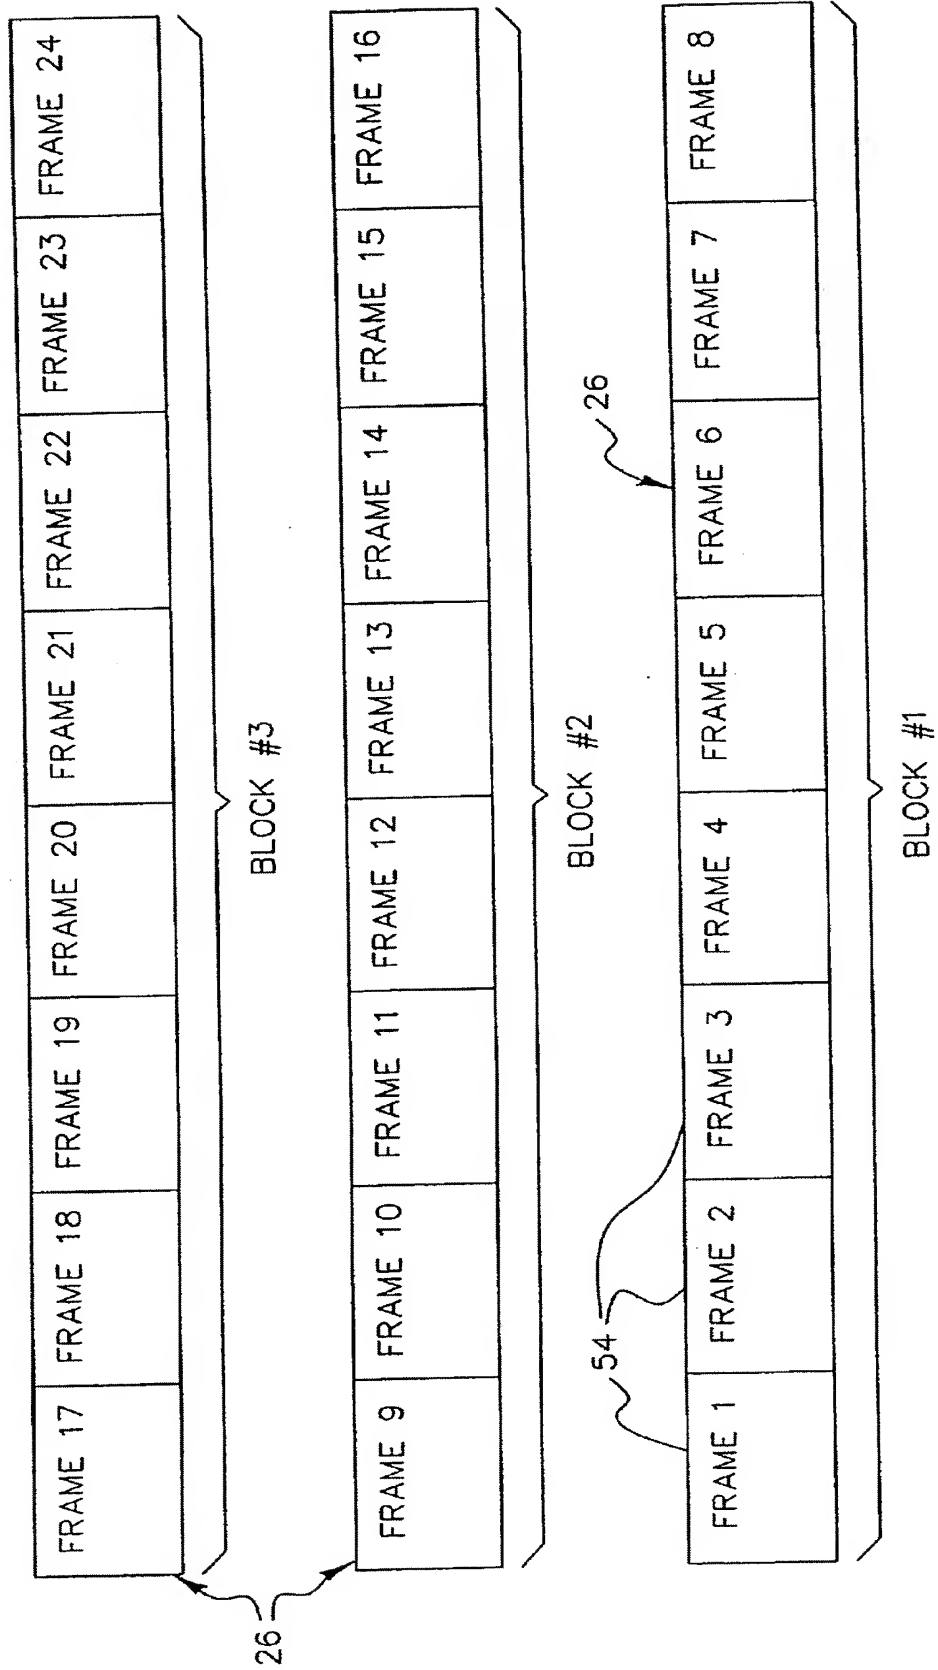 FRAME 17 FRAME 18 FRAME 19 FRAME 20 FRAME 21 FRAME 22 FRAME 23 FRAME 24
26
BLOCK #3
FRAME 9 FRAME 10 FRAME 11 FRAME 12 FRAME 13 FRAME 14 FRAME 15 FRAME 16
BLOCK #2
54
26
FRAME 1 FRAME 2 FRAME 3 FRAME 4 FRAME 5 FRAME 6 FRAME 7 FRAME 8
BLOCK #1